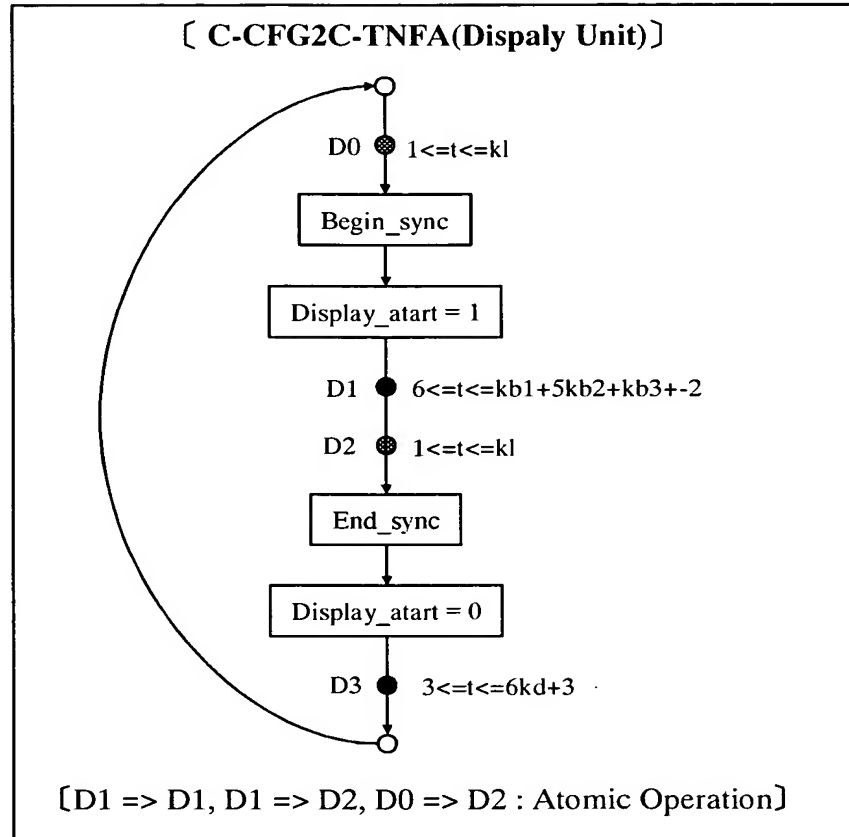 〔 C-CFG2C-TNFA(Dispaly Unit)〕
D0 1<=t<=kl
Begin_sync
Display_atart = 1
D1 6<=t<=kb1+5kb2+kb3+-2
D2 1<=t<=kl
End_sync
Display_atart = 0
D3 3<=t<=6kd+3
〔D1 => D1, D1 => D2, D0 => D2 : Atomic Operation〕